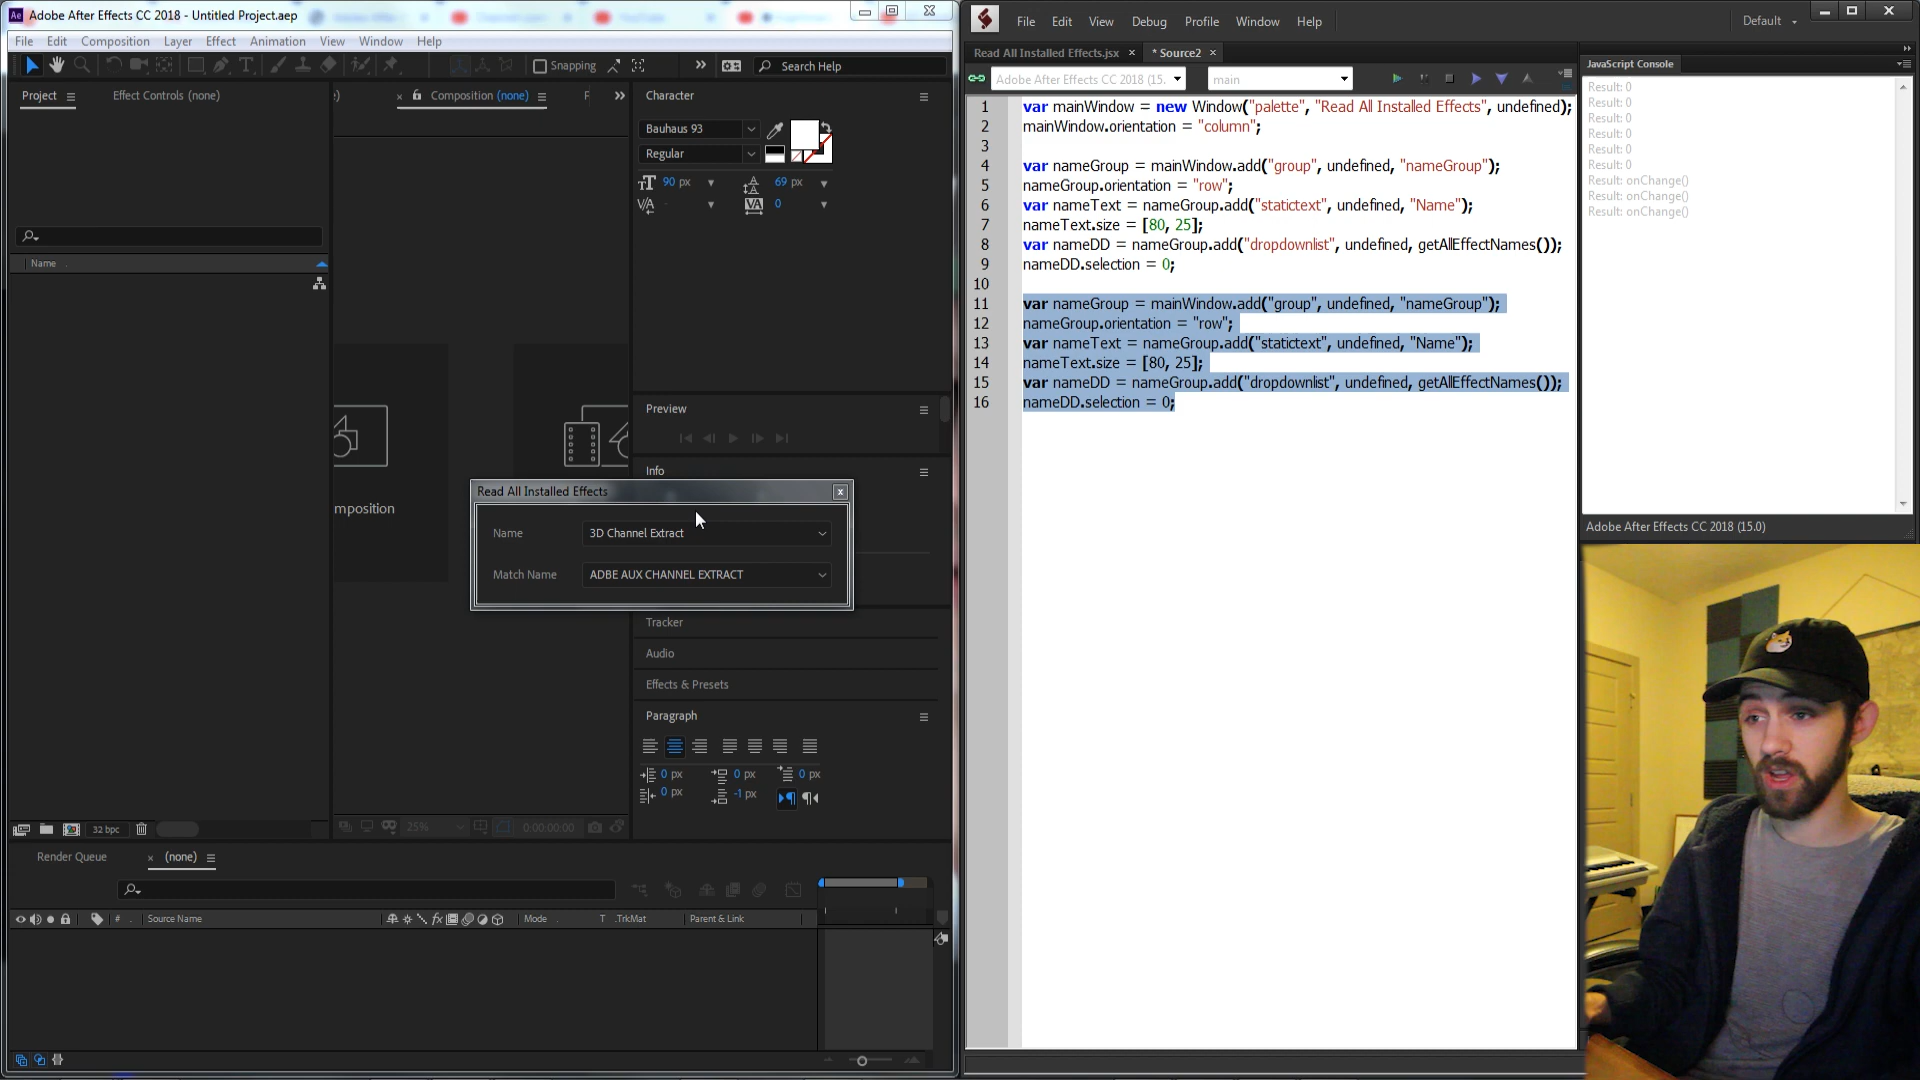 Adobe After Effects CC 2018 - Untitled Project.aep
File Edit Composition Layer Effect Animation View Window Help
Snapping
Search Help
Project
Effect Controls (none)
Composition (none)
Name
mposition
Character
Bauhaus 93
Regular
90 px
69 px
0
Preview
Info
Read All Installed Effects
Name 3D Channel Extract
Match Name ADBE AUX CHANNEL EXTRACT
Tracker
Audio
Effects & Presets
Paragraph
0 px 0 px 0 px
0 px -1 px
32 bpc
25%
0:00:00:00
Render Queue
(none)
# Source Name Mode T .TrkMat Parent & Link
File Edit View Debug Profile Window Help
Default
Read All Installed Effects.jsx
* Source2
Adobe After Effects CC 2018 (15.
main
1 var mainWindow = new Window("palette", "Read All Installed Effects", undefined);
2 mainWindow.orientation = "column";
3
4 var nameGroup = mainWindow.add("group", undefined, "nameGroup");
5 nameGroup.orientation = "row";
6 var nameText = nameGroup.add("statictext", undefined, "Name");
7 nameText.size = [80, 25];
8 var nameDD = nameGroup.add("dropdownlist", undefined, getAllEffectNames());
9 nameDD.selection = 0;
10
11 var nameGroup = mainWindow.add("group", undefined, "nameGroup");
12 nameGroup.orientation = "row";
13 var nameText = nameGroup.add("statictext", undefined, "Name");
14 nameText.size = [80, 25];
15 var nameDD = nameGroup.add("dropdownlist", undefined, getAllEffectNames());
16 nameDD.selection = 0;
JavaScript Console
Result: 0
Result: 0
Result: 0
Result: 0
Result: 0
Result: 0
Result: onChange()
Result: onChange()
Result: onChange()
Adobe After Effects CC 2018 (15.0)